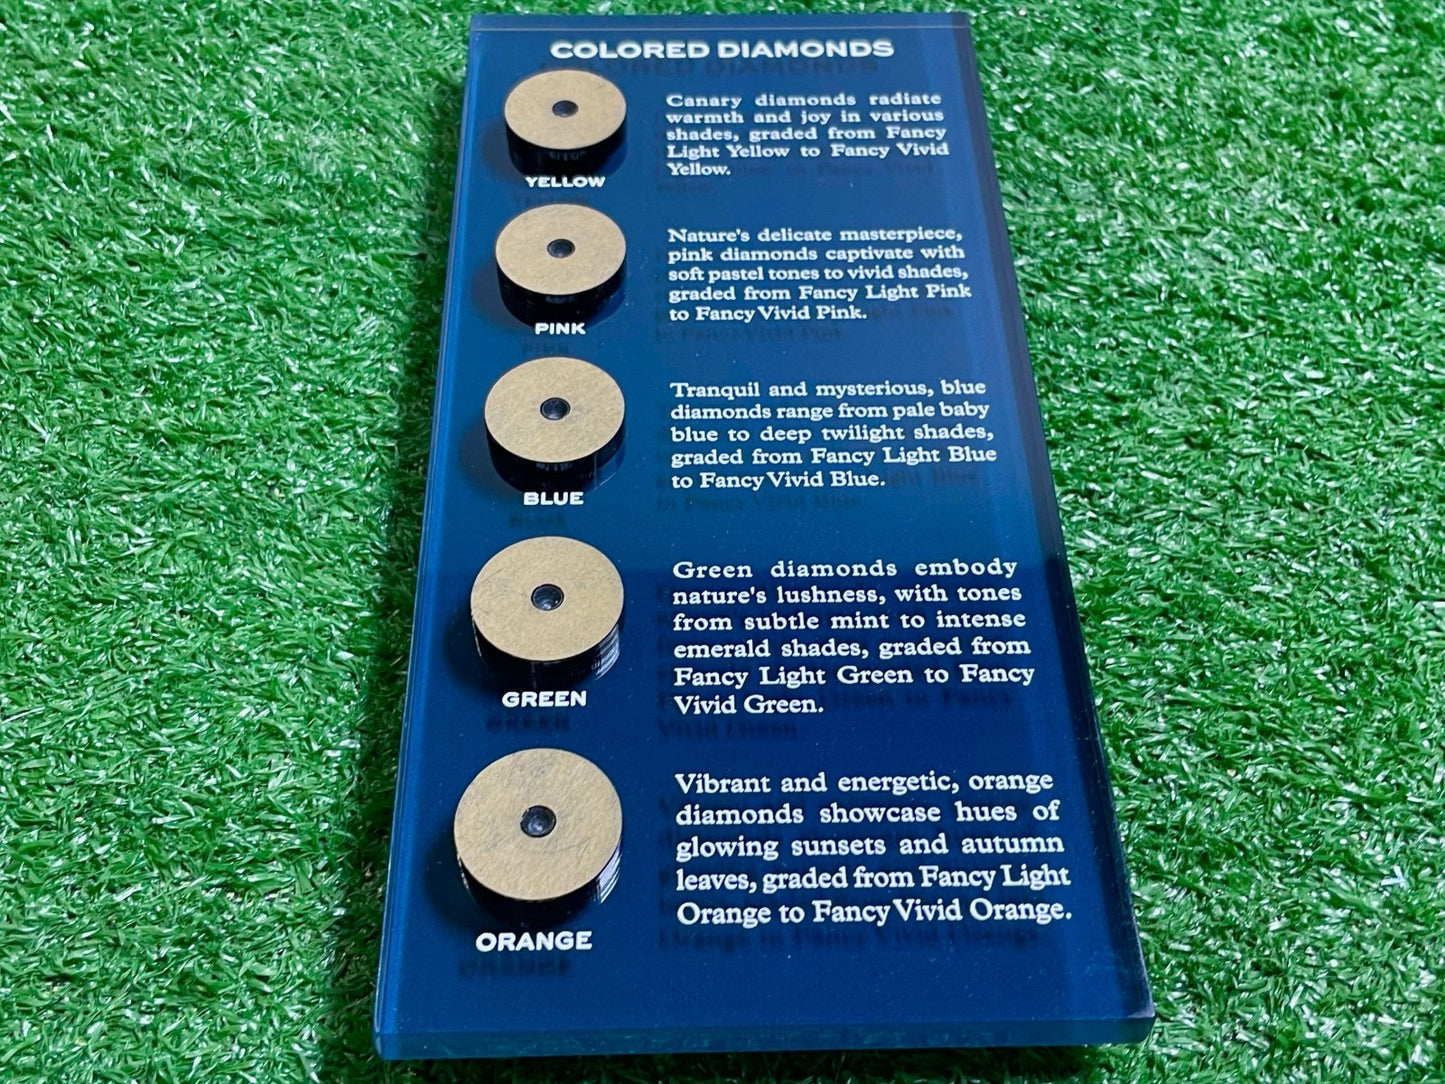 COLORED DIAMONDS
Canary diamonds radiate
warmth and joy in various
shades, graded from Fancy
Light Yellow to Fancy Vivid
Yellow.
YELLOW
Nature's delicate masterpiece,
pink diamonds captivate with
soft pastel tones to vivid shades,
graded from Fancy Light Pink
to Fancy Vivid Pink.
PINK
Tranquil and mysterious, blue
diamonds range from pale baby
blue to deep twilight shades,
graded from Fancy Light Blue
to Fancy Vivid Blue.
BLUE
Green diamonds embody
nature's lushness, with tones
from subtle mint to intense
emerald shades, graded from
Fancy Light Green to Fancy
Vivid Green.
GREEN
Vibrant and energetic, orange
diamonds showcase hues of
glowing sunsets and autumn
leaves, graded from Fancy Light
Orange to Fancy Vivid Orange.
ORANGE